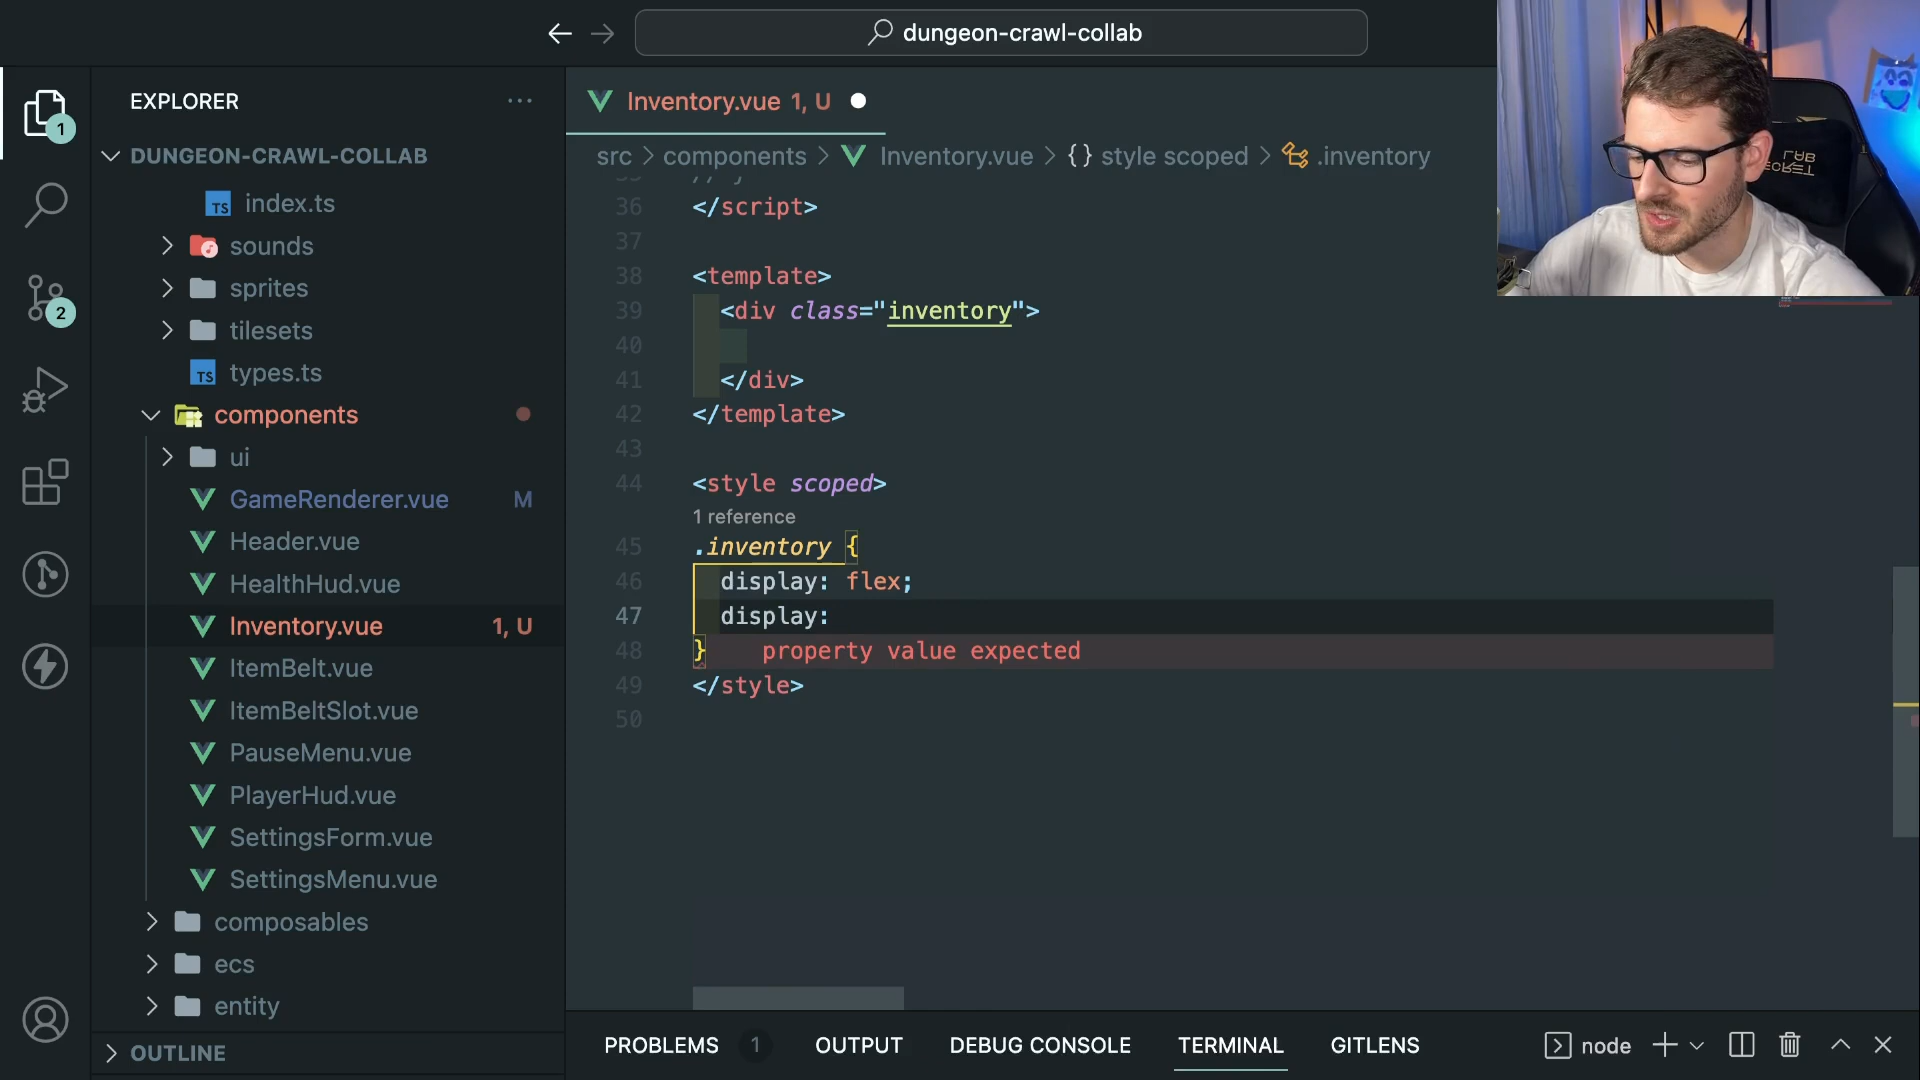 dungeon-crawl-collab
EXPLORER
DUNGEON-CRAWL-COLLAB
TS index.ts
sounds
sprites
tilesets
TS types.ts
components
ui
GameRenderer.vue M
Header.vue
HealthHud.vue
Inventory.vue 1, U
ItemBelt.vue
ItemBeltSlot.vue
PauseMenu.vue
PlayerHud.vue
SettingsForm.vue
SettingsMenu.vue
composables
ecs
entity
OUTLINE
1
2
Inventory.vue 1, U
src > components > Inventory.vue > {} style scoped > .inventory
36 </script>
37
38 <template>
39 <div class="inventory">
40
41 </div>
42 </template>
43
44 <style scoped>
1 reference
45 .inventory {
46 display: flex;
47 display:
48 } property value expected
49 </style>
50
PROBLEMS 1 OUTPUT DEBUG CONSOLE TERMINAL GITLENS node